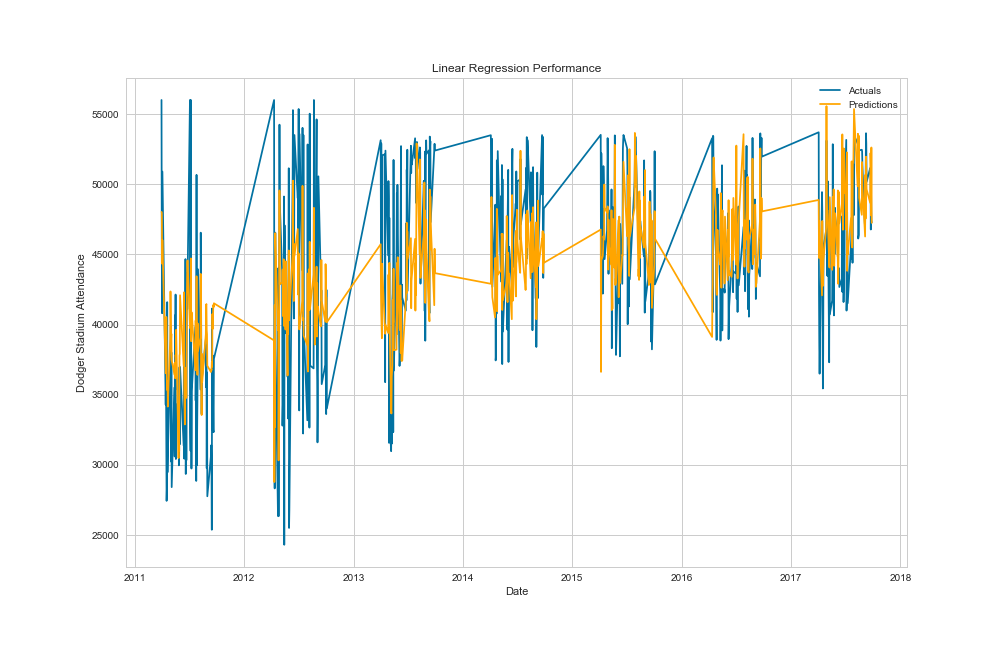 Linear Regression Performance
Actuals
Predictions
Dodger Stadium Attendance
55000
50000
45000
40000
35000
30000
25000
2011 2012 2013 2014 2015 2016 2017 2018
Date